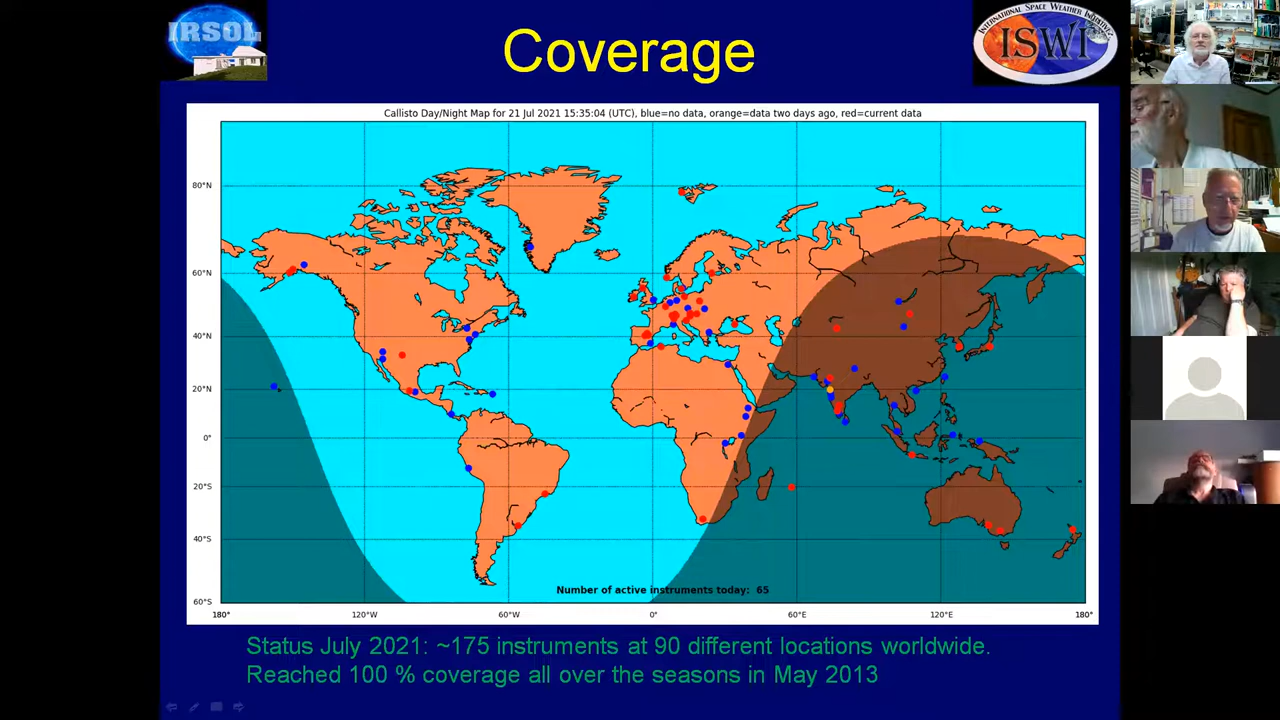 IRSOL
Coverage
INTERNATIONAL SPACE WEATHER INITIATIVE
ISWI
Callisto Day/Night Map for 21 Jul 2021 15:35:04 (UTC), blue=no data, orange=data two days ago, red=current data
80°N
60°N
40°N
20°N
0°
20°S
40°S
60°S
Number of active instruments today: 65
180° 120°W 60°W 0° 60°E 120°E 180°
Status July 2021: ~175 instruments at 90 different locations worldwide.
Reached 100 % coverage all over the seasons in May 2013